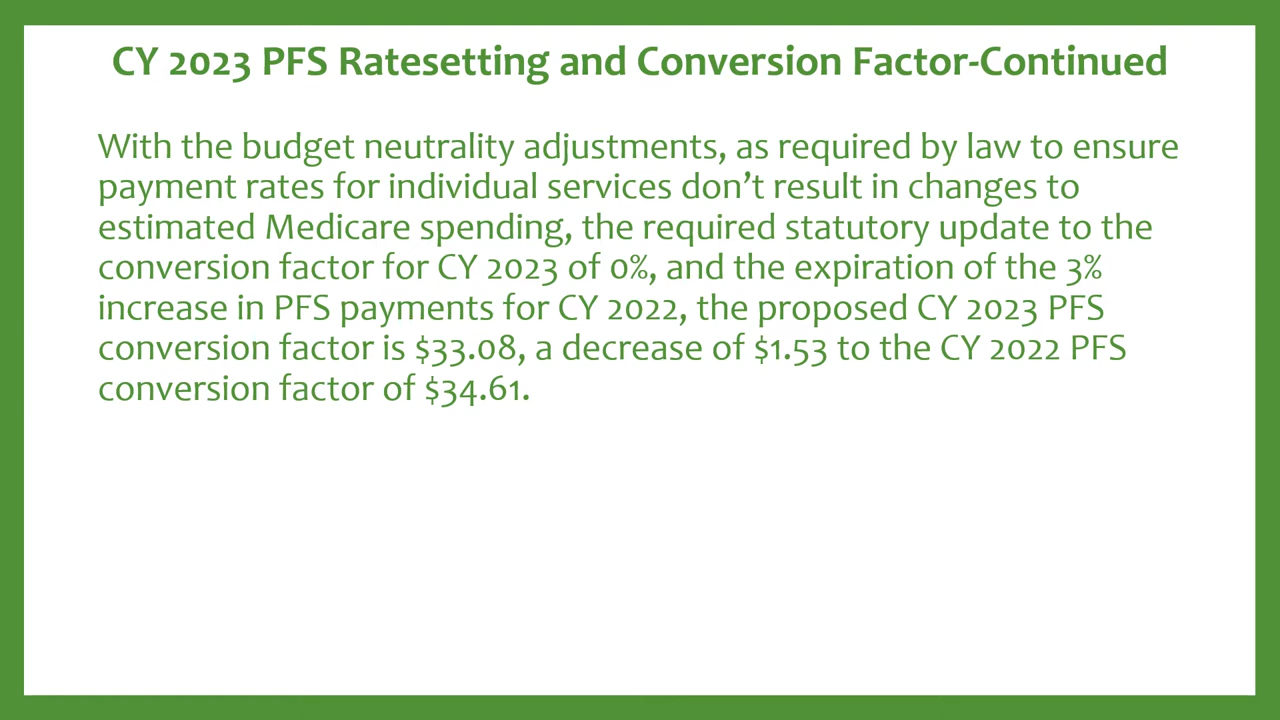 CY 2023 PFS Ratesetting and Conversion Factor-Continued
With the budget neutrality adjustments, as required by law to ensure
payment rates for individual services don’t result in changes to
estimated Medicare spending, the required statutory update to the
conversion factor for CY 2023 of 0%, and the expiration of the 3%
increase in PFS payments for CY 2022, the proposed CY 2023 PFS
conversion factor is $33.08, a decrease of $1.53 to the CY 2022 PFS
conversion factor of $34.61.